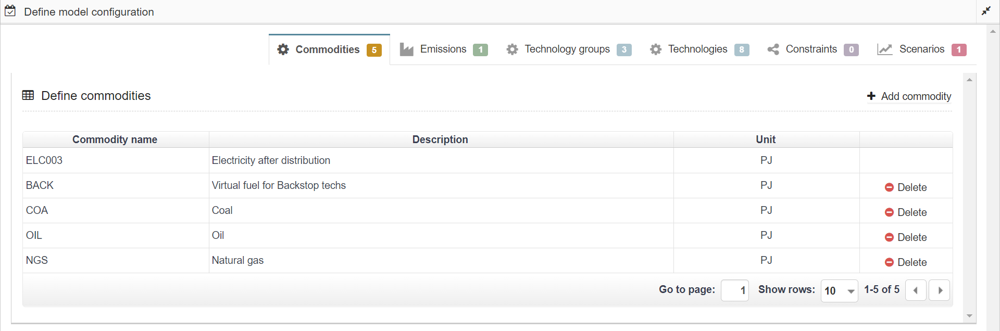 Define model configuration
Commodities 5 Emissions 1 Technology groups 3 Technologies 8 Constraints 0 Scenarios 1
Define commodities Add commodity
Commodity name Description Unit
ELC003 Electricity after distribution PJ
BACK Virtual fuel for Backstop techs PJ Delete
COA Coal PJ Delete
OIL Oil PJ Delete
NGS Natural gas PJ Delete
Go to page: 1 Show rows: 10 1-5 of 5